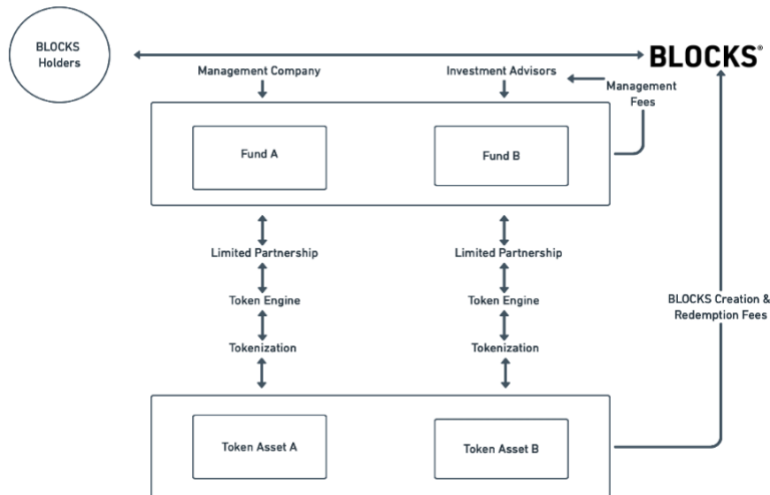 BLOCKS
Holders
BLOCKS®
Management Company
Investment Advisors
Management
Fees
Fund A
Fund B
Limited Partnership
Limited Partnership
Token Engine
Token Engine
BLOCKS Creation &
Redemption Fees
Tokenization
Tokenization
Token Asset A
Token Asset B